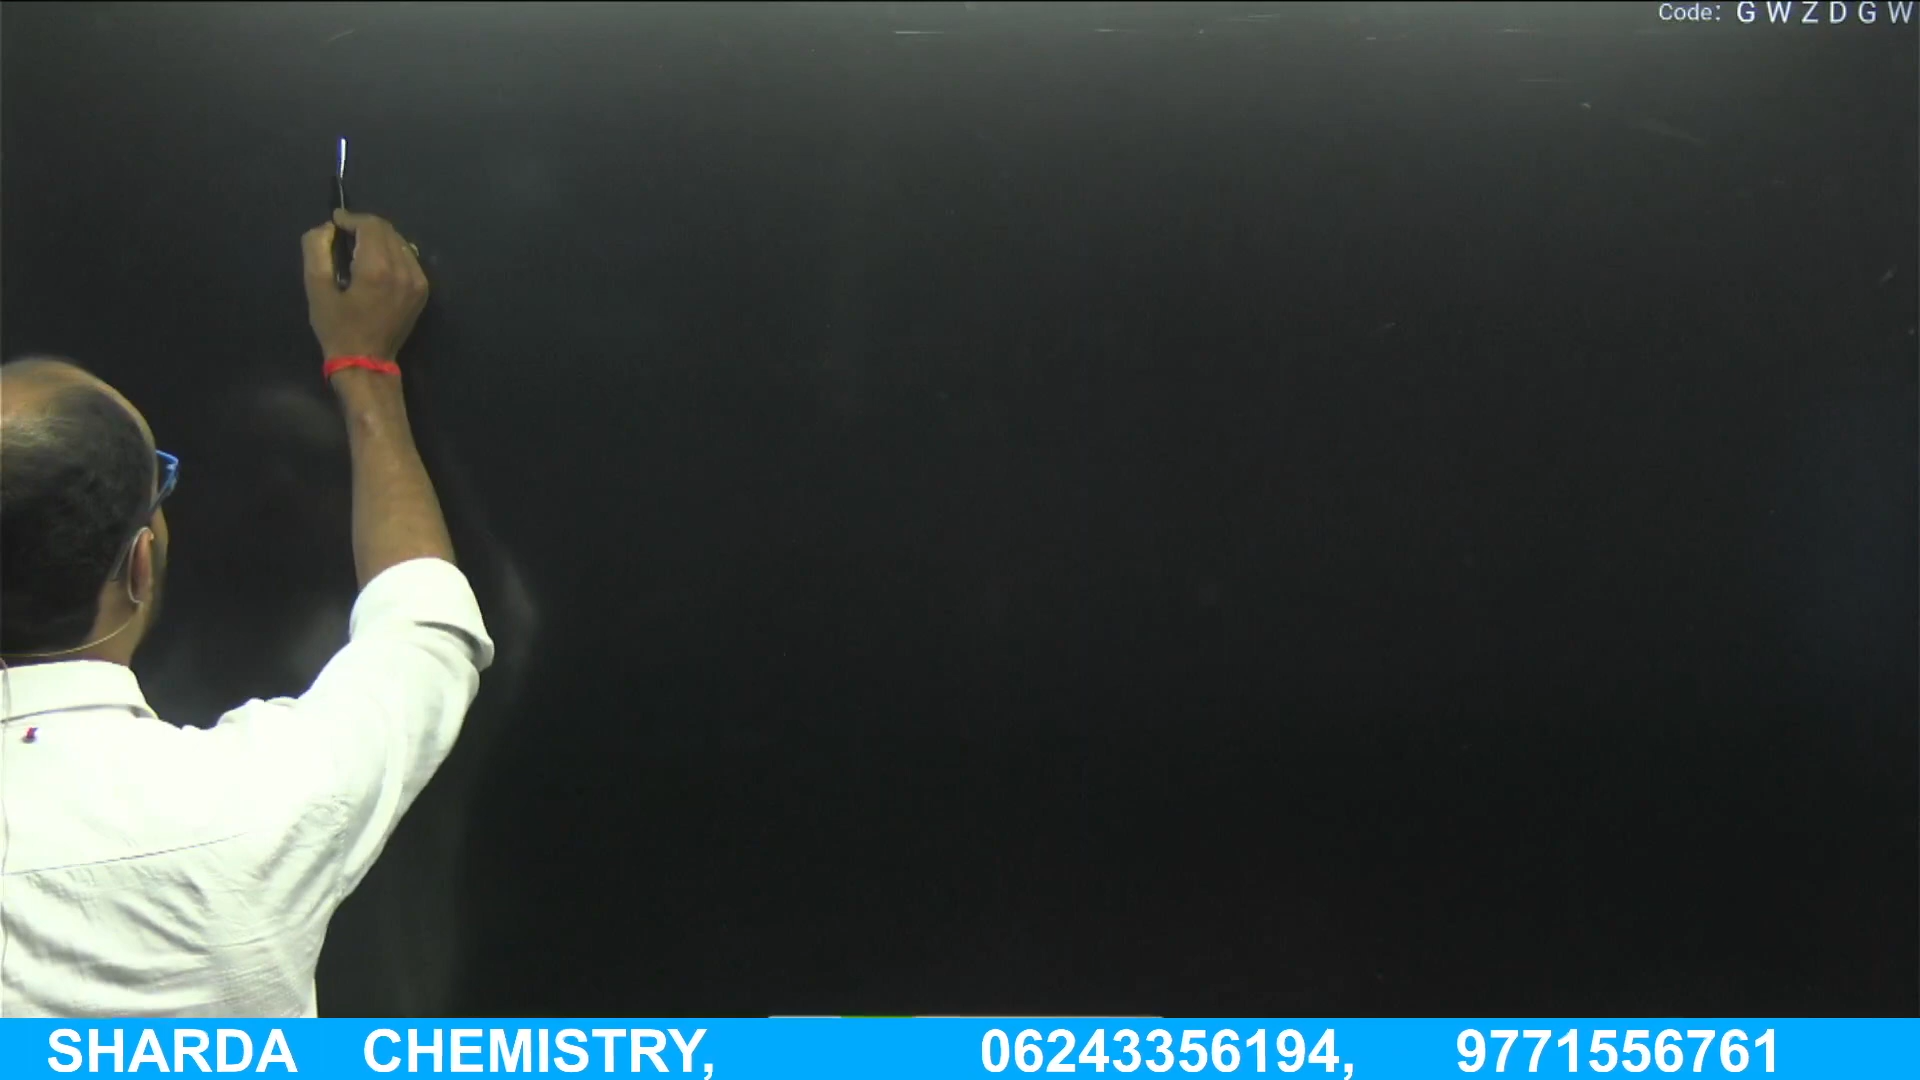 Code: G W Z D G W
SHARDA CHEMISTRY, 06243356194, 9771556761